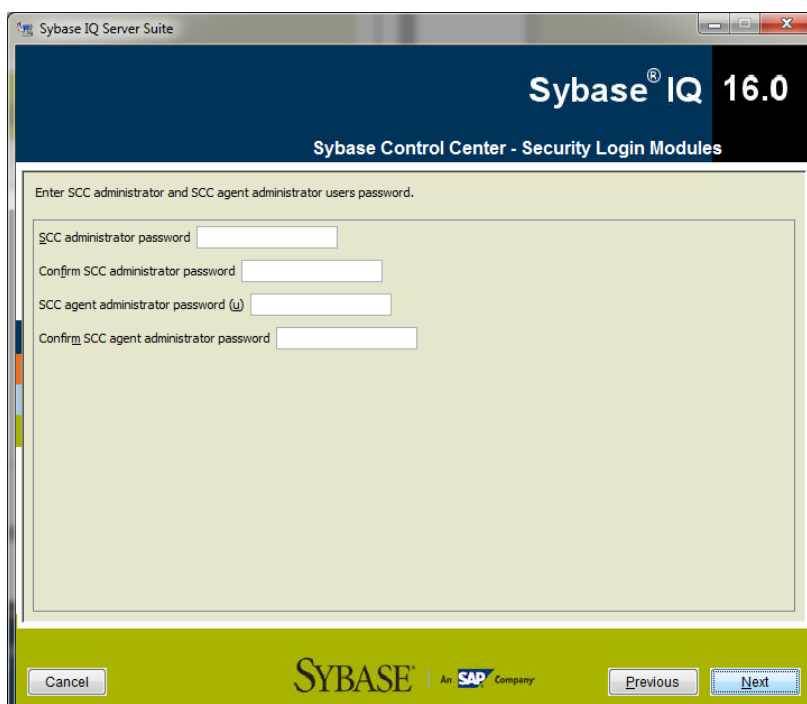 Sybase IQ Server Suite
Sybase® IQ 16.0
Sybase Control Center - Security Login Modules
Enter SCC administrator and SCC agent administrator users password.
SCC administrator password
Confirm SCC administrator password
SCC agent administrator password (u)
Confirm SCC agent administrator password
SYBASE An SAP Company
Cancel Previous Next